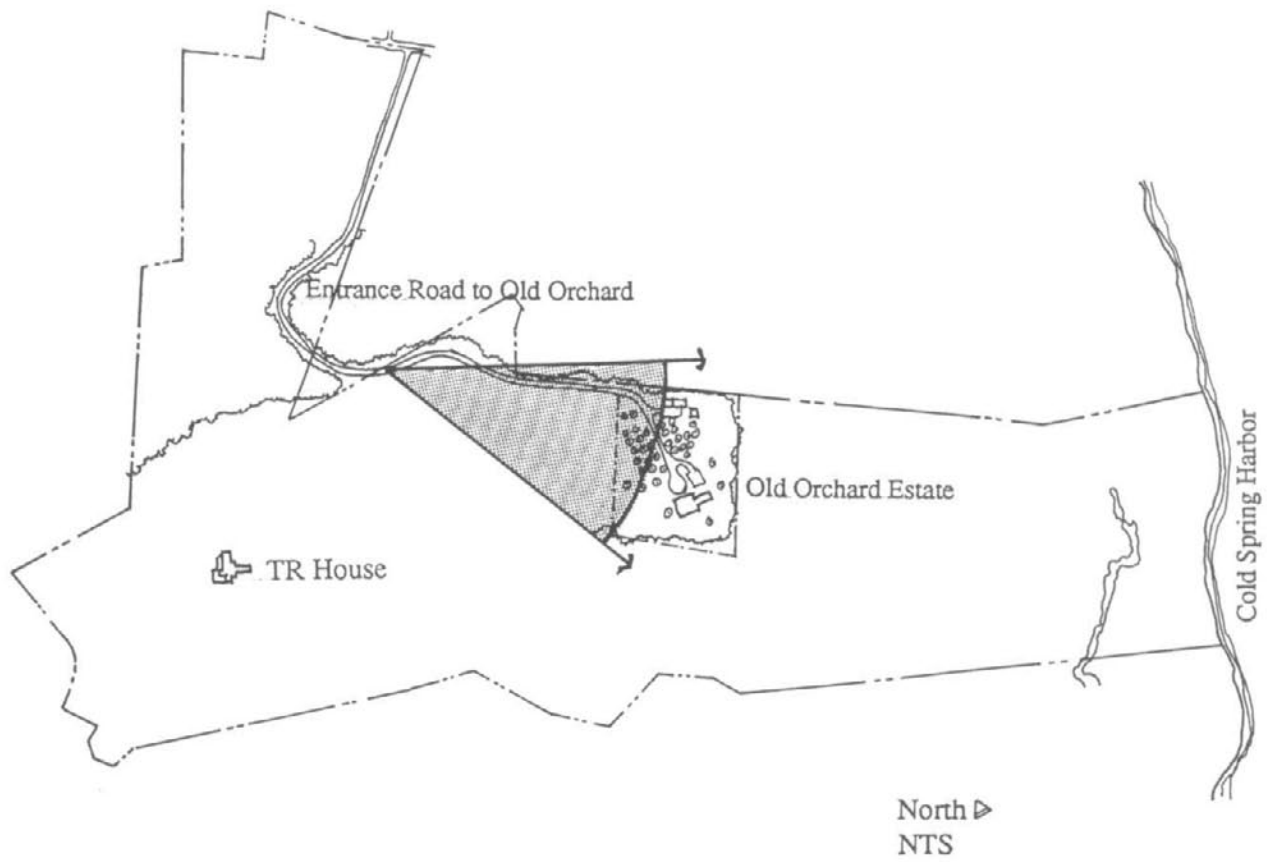 Entrance Road to Old Orchard
Old Orchard Estate
TR House
Cold Spring Harbor
North
NTS